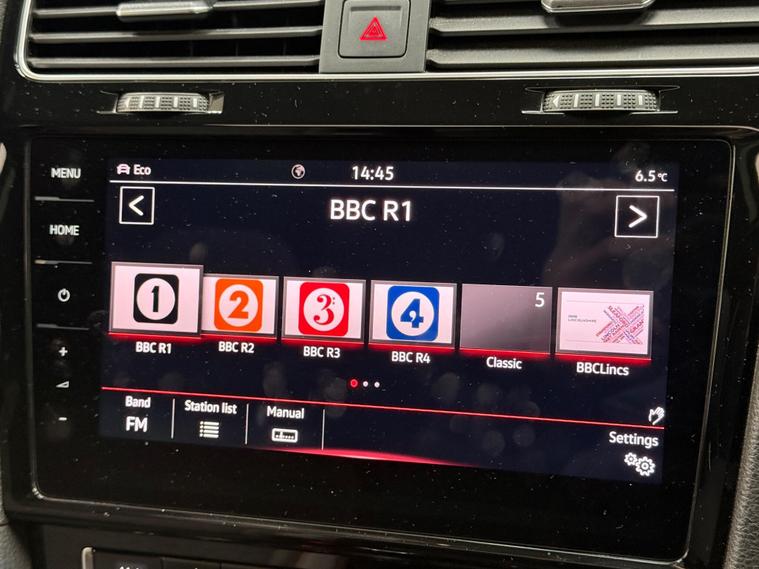 MENU
Eco
14:45
6.5°C
HOME
<
BBC R1
>
1
2
3
4
5
BBC R1
BBC R2
BBC R3
BBC R4
Classic
BBCLincs
+
-
Band
FM
Station list
Manual
Settings